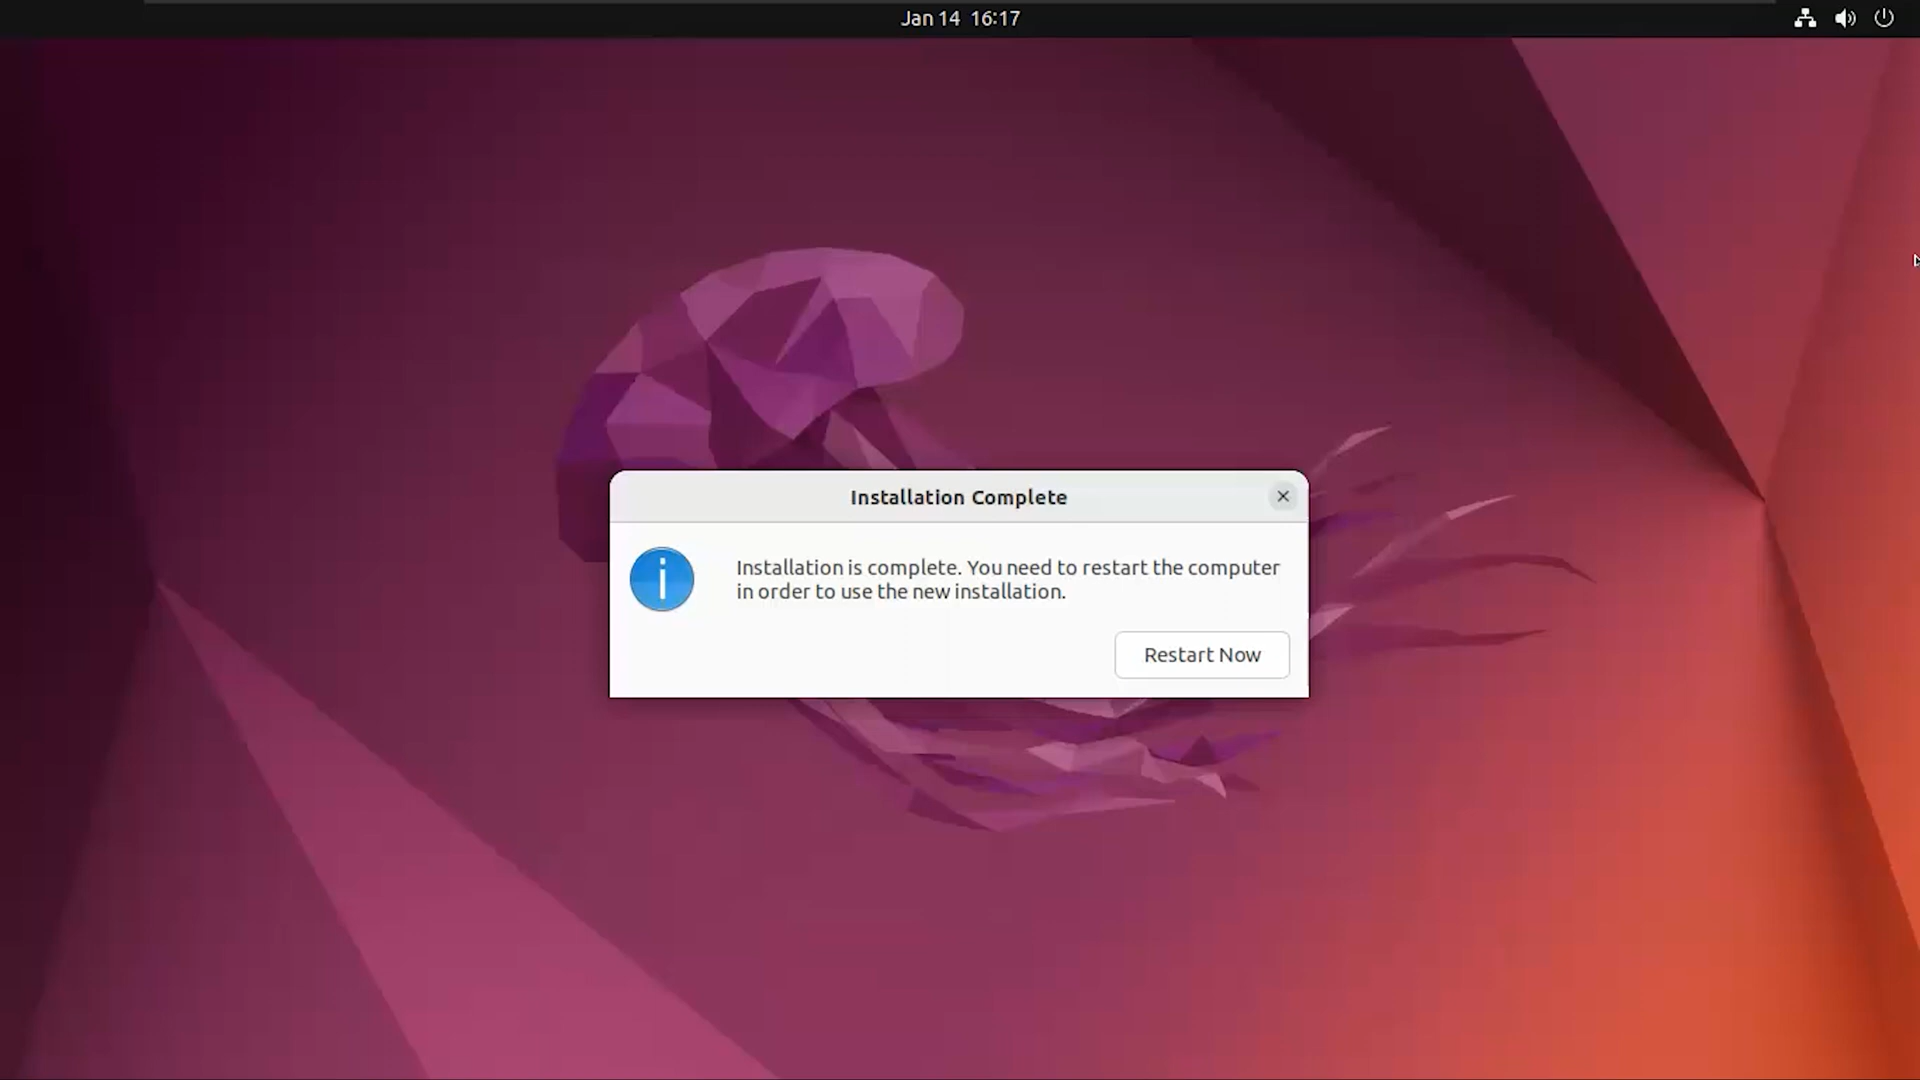 Jan 14 16:17
Installation Complete
Installation is complete. You need to restart the computer
in order to use the new installation.
Restart Now